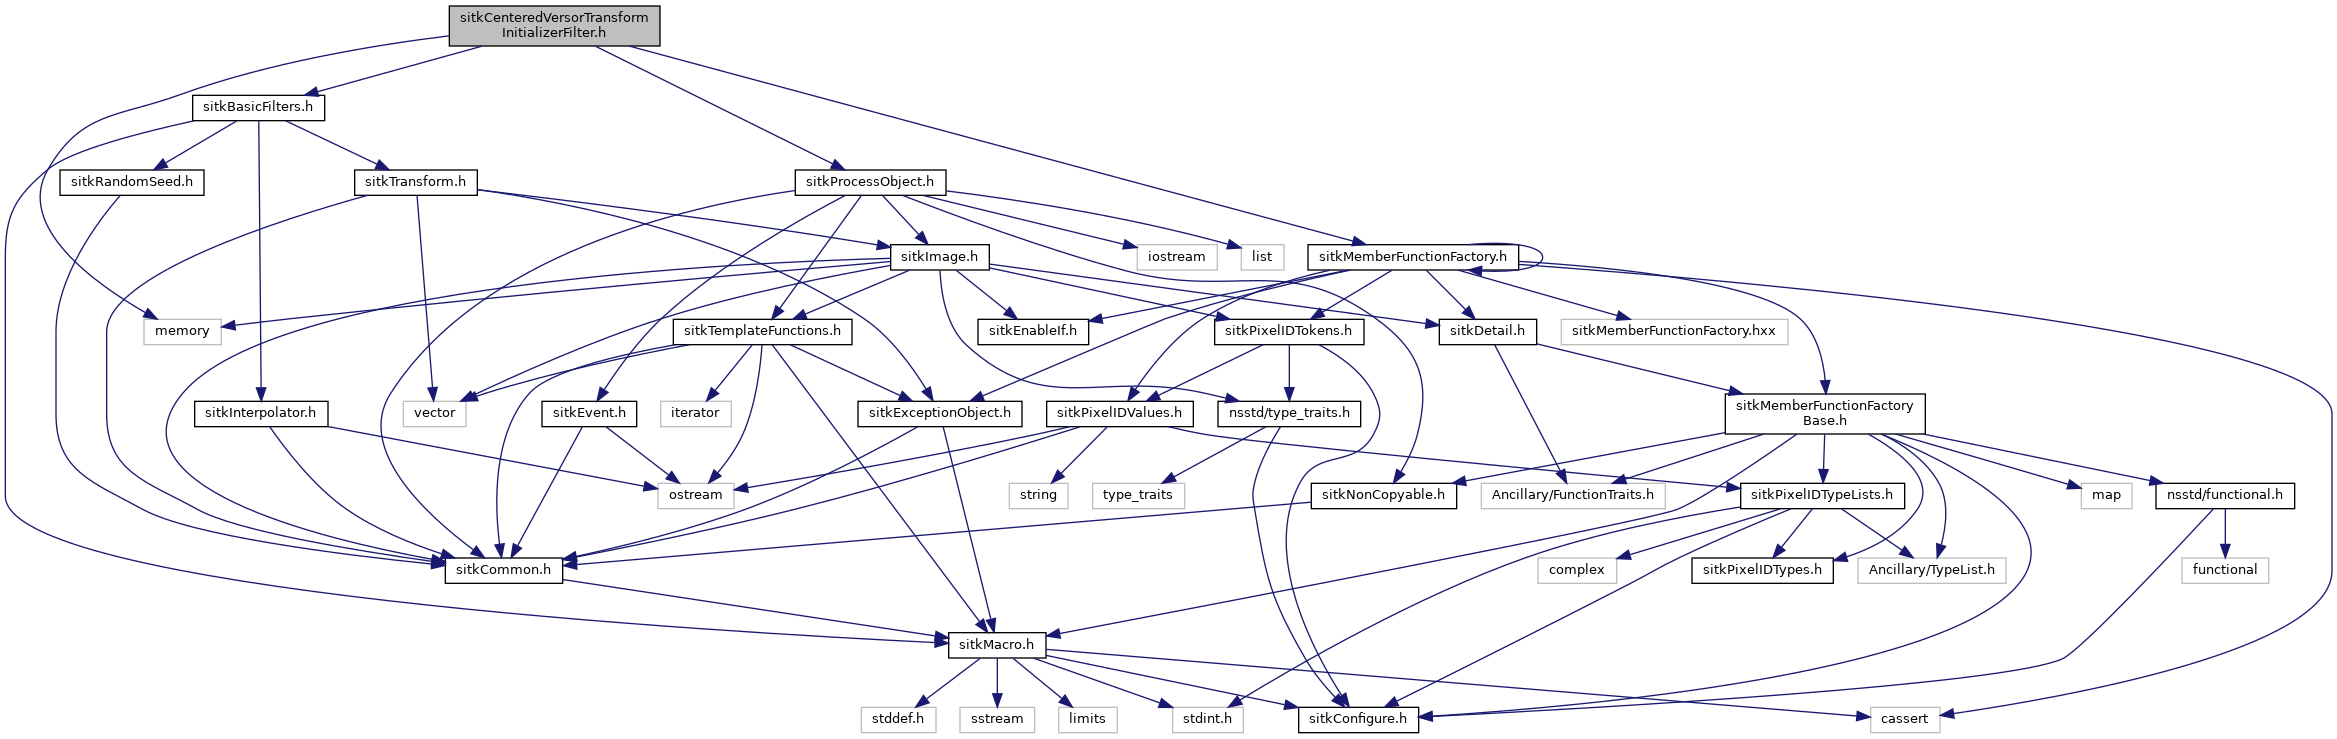 sitkCenteredVersorTransform
InitializerFilter.h
sitkBasicFilters.h
sitkRandomSeed.h
sitkTransform.h
sitkProcessObject.h
sitkImage.h
iostream
list
sitkMemberFunctionFactory.h
memory
sitkTemplateFunctions.h
sitkEnableIf.h
sitkPixelIDTokens.h
sitkDetail.h
sitkMemberFunctionFactory.hxx
sitkInterpolator.h
vector
sitkEvent.h
iterator
sitkExceptionObject.h
sitkPixelIDValues.h
nsstd/type_traits.h
sitkMemberFunctionFactory
Base.h
ostream
string
type_traits
sitkNonCopyable.h
Ancillary/FunctionTraits.h
sitkPixelIDTypeLists.h
map
nsstd/functional.h
sitkCommon.h
complex
sitkPixelIDTypes.h
Ancillary/TypeList.h
functional
sitkMacro.h
stddef.h
sstream
limits
stdint.h
sitkConfigure.h
cassert